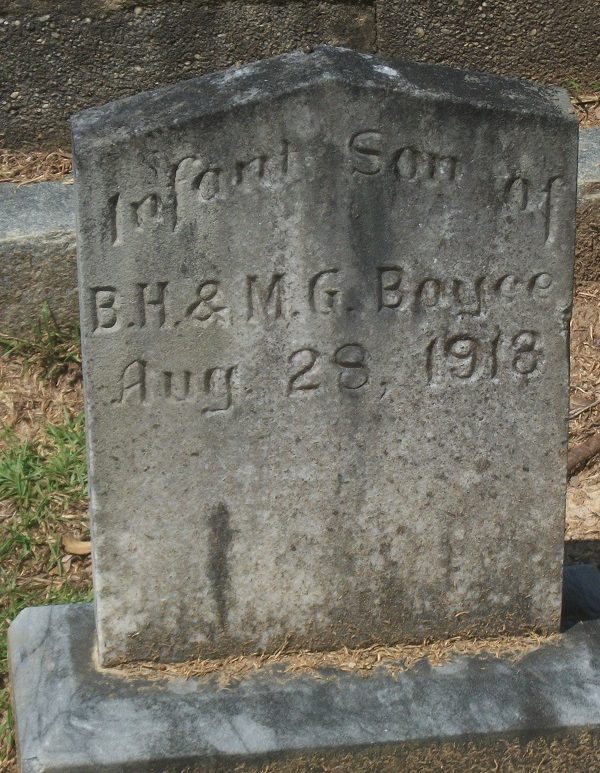 Infant Son of
B.H. & M.G. Boyce
Aug. 28, 1918